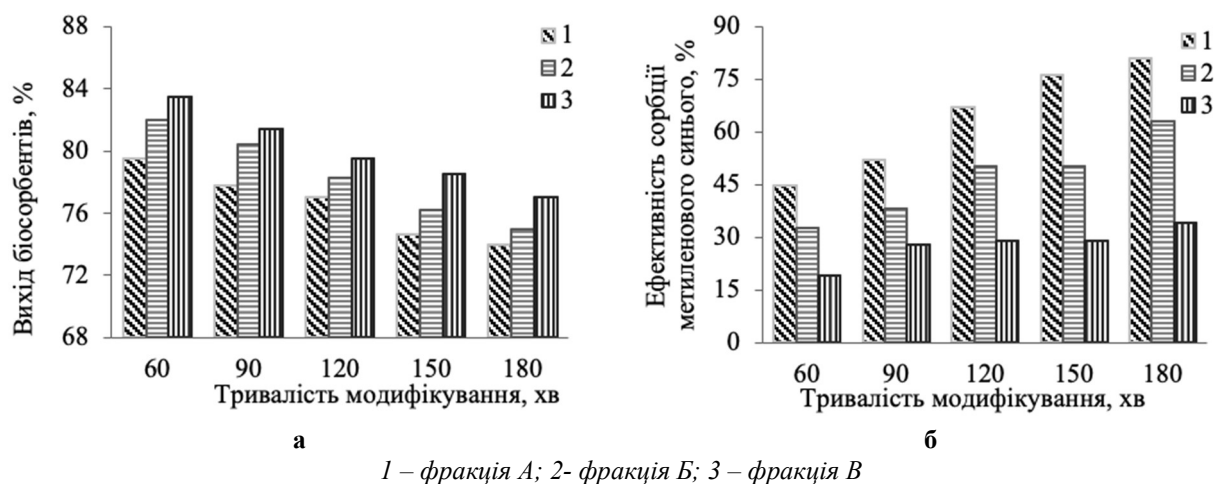 88
84
80
76
72
68
Вихід біосорбентів, %
1
2
3
60 90 120 150 180
Тривалість модифікування, хв
а
90
75
60
45
30
15
0
Ефективність сорбції
метиленового синього, %
1
2
3
60 90 120 150 180
Тривалість модифікування, хв
б
1 – фракція А; 2- фракція Б; 3 – фракція В